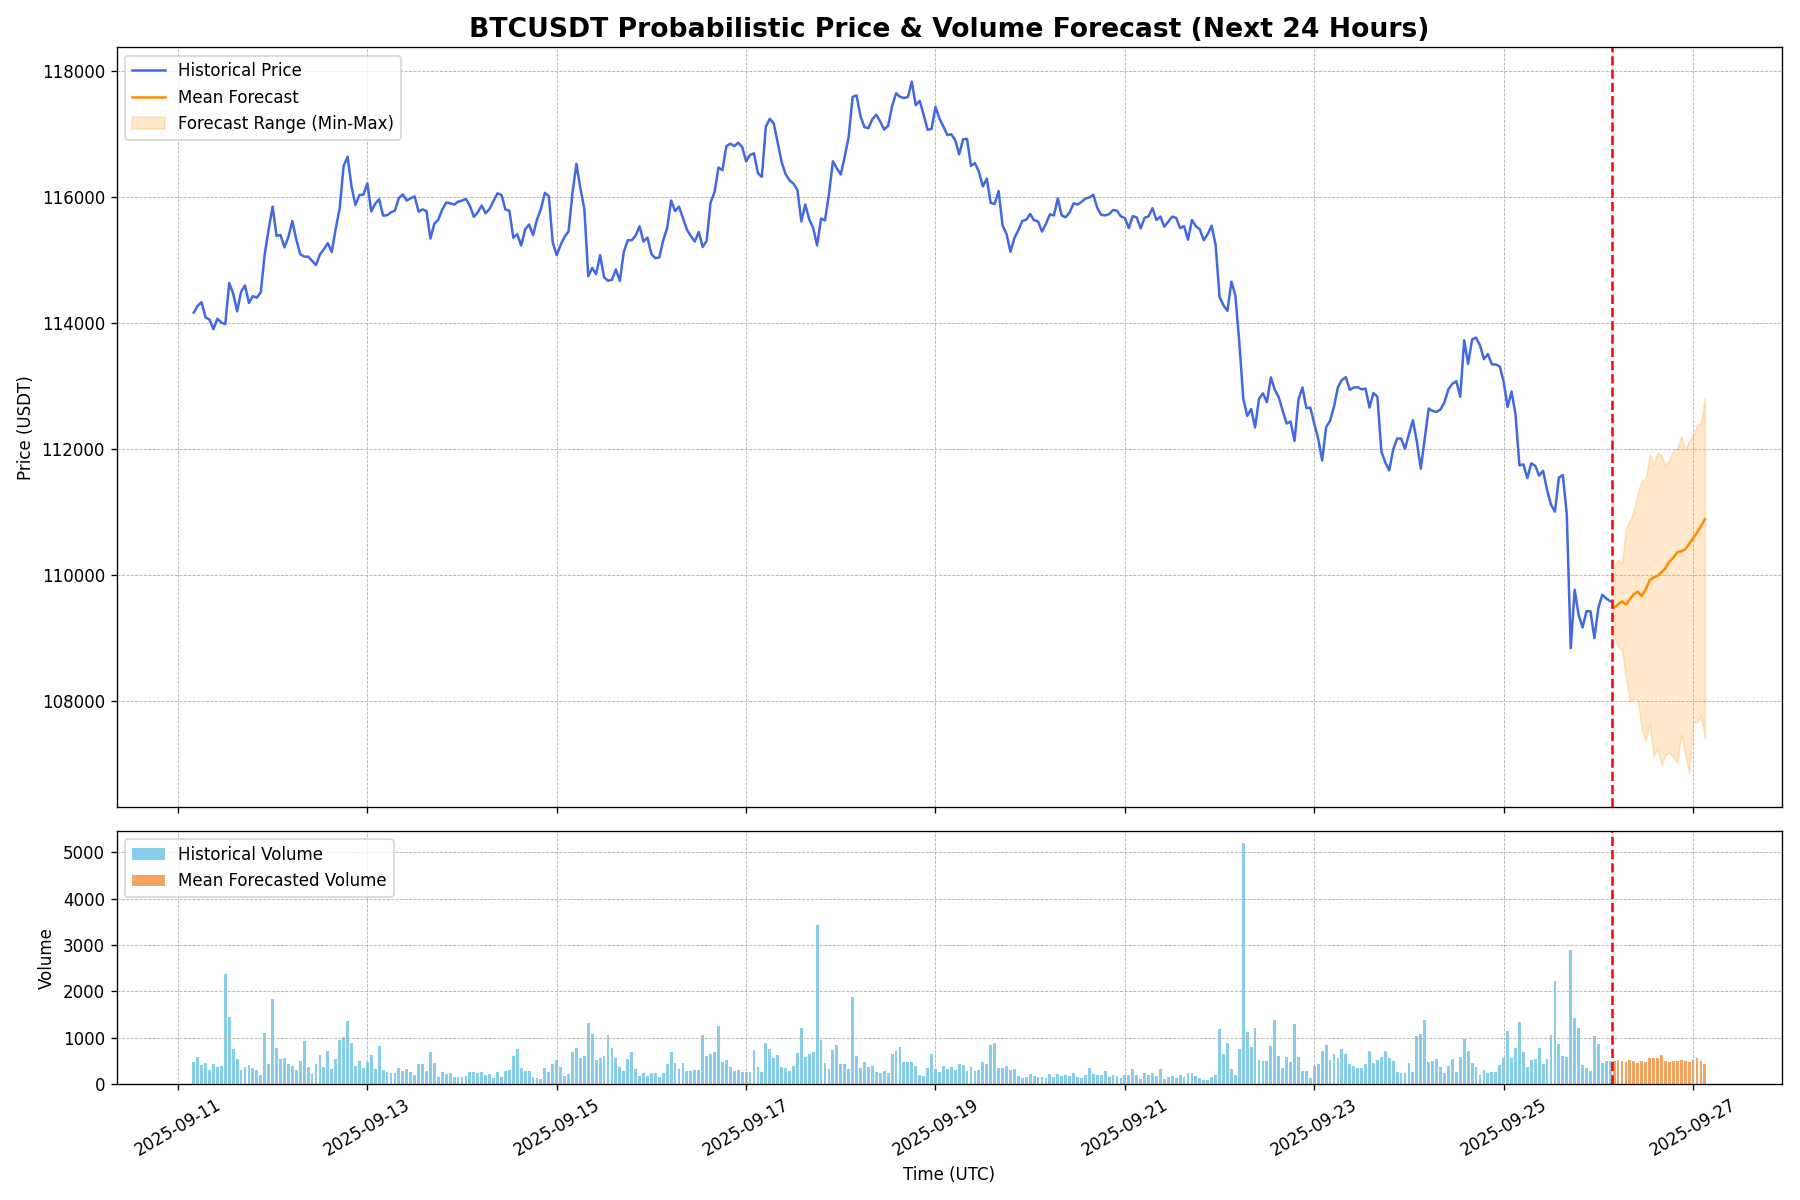 BTCUSDT Probabilistic Price & Volume Forecast (Next 24 Hours)
Historical Price
Mean Forecast
Forecast Range (Min-Max)
118000
116000
114000
112000
110000
108000
Price (USDT)
Historical Volume
Mean Forecasted Volume
5000
4000
3000
2000
1000
0
Volume
2025-09-11
2025-09-13
2025-09-15
2025-09-17
2025-09-19
2025-09-21
2025-09-23
2025-09-25
2025-09-27
Time (UTC)